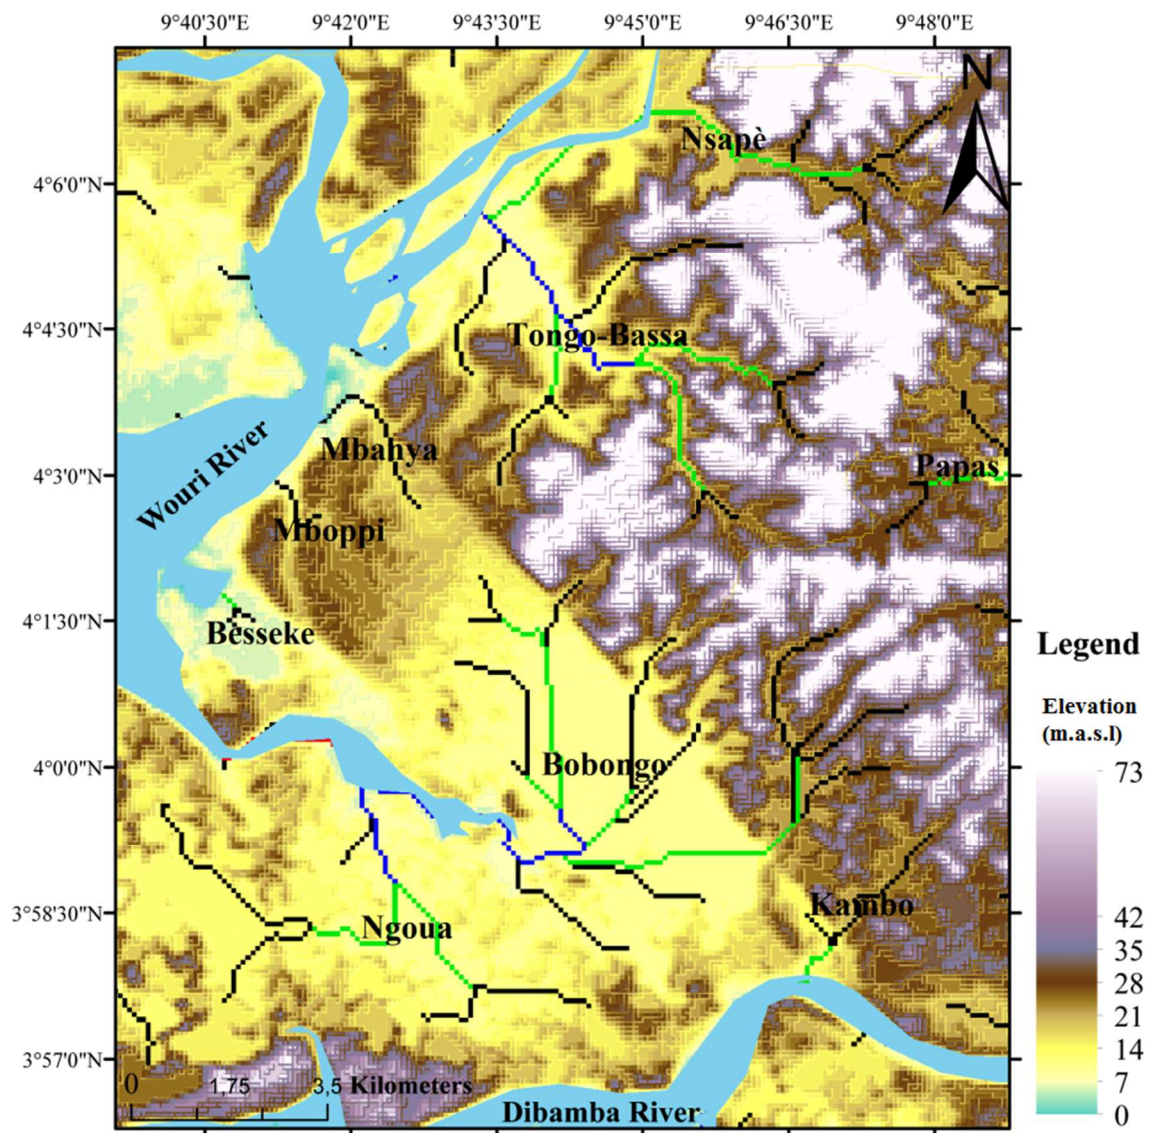 9°40'30"E 9°42'0"E 9°43'30"E 9°45'0"E 9°46'30"E 9°48'0"E
N
Nsapè
4°6'0"N
4°4'30"N
Tongo-Bassa
Mbanya
Wouri River
4°3'0"N
Papas
Mboppi
4°1'30"N
Besseke
Legend
Elevation
(m.a.s.l)
4°0'0"N
Bobongo
73
3°58'30"N
Kambo
Ngoua
42
35
28
21
14
7
0
3°57'0"N
0 1,75 3,5 Kilometers
Dibamba River